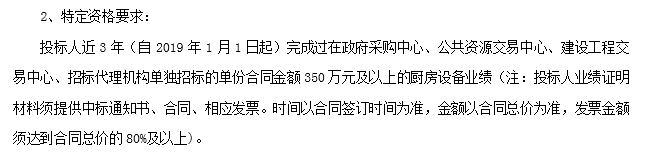 2、特定资格要求：
投标人近 3 年（自 2019 年 1 月 1 日起）完成过在政府采购中心、公共资源交易中心、建设工程交
易中心、招标代理机构单独招标的单份合同金额 350 万元及以上的厨房设备业绩（注：投标人业绩证明
材料须提供中标通知书、合同、相应发票。时间以合同签订时间为准，金额以合同总价为准，发票金额
须达到合同总价的 80%及以上)。